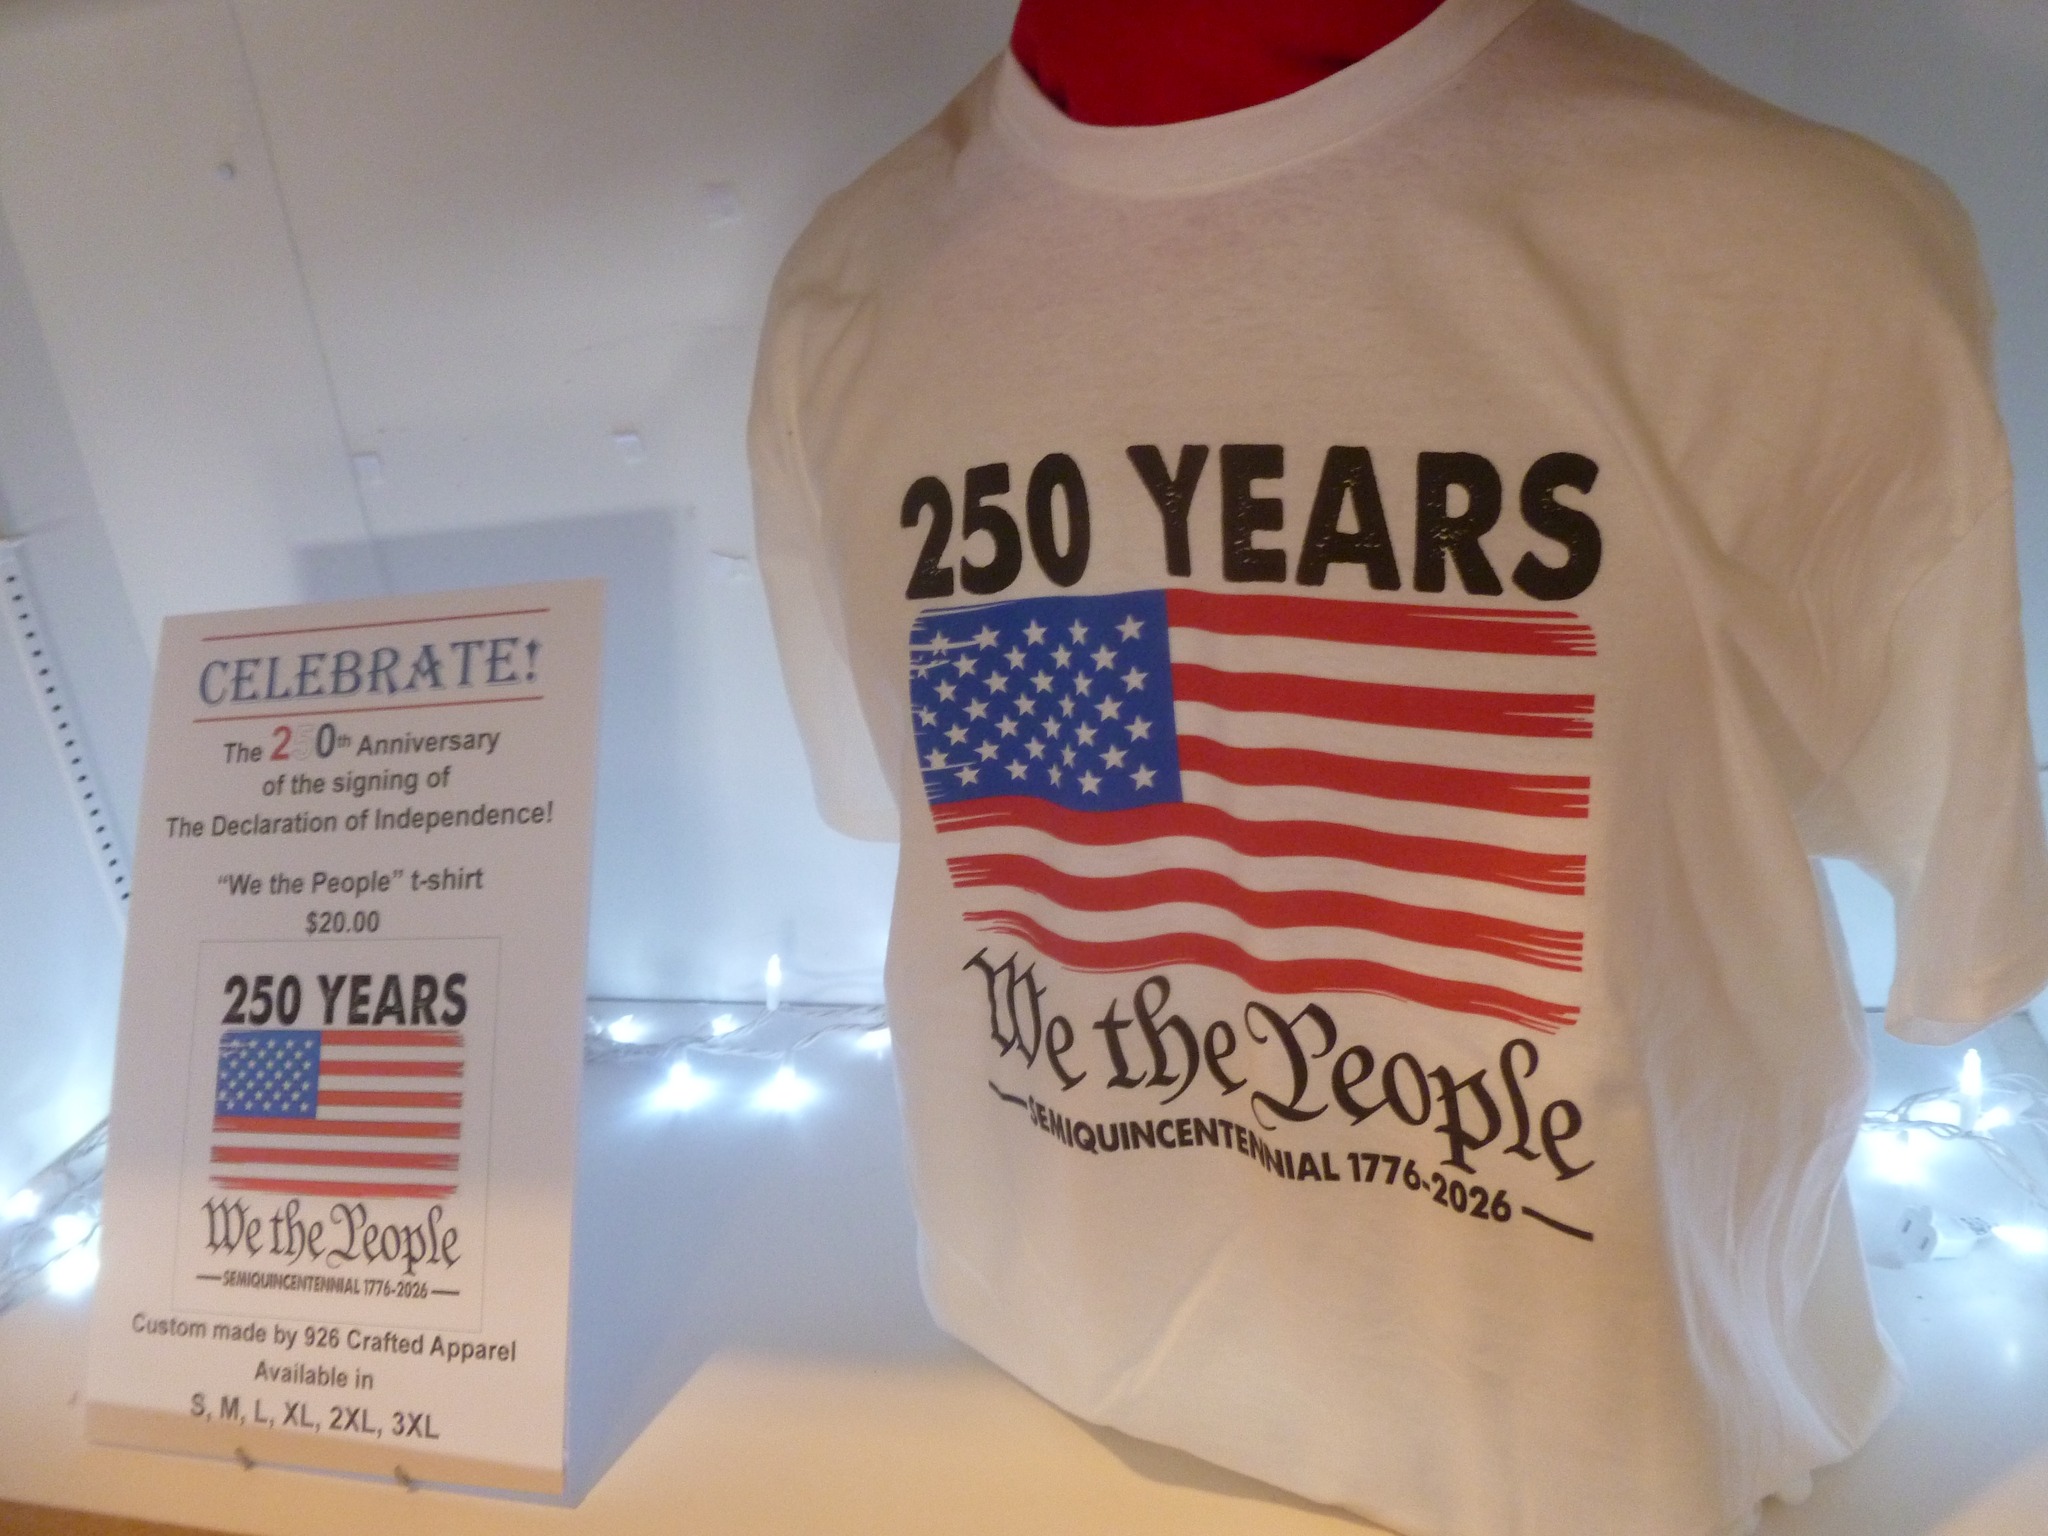 CELEBRATE!
The 250th Anniversary
of the signing of
The Declaration of Independence!
"We the People" t-shirt
$20.00
250 YEARS
We the People
SEMIQUINCENTENNIAL 1776-2026
Custom made by 926 Crafted Apparel
Available in
S, M, L, XL, 2XL, 3XL
250 YEARS
We the People
SEMIQUINCENTENNIAL 1776-2026